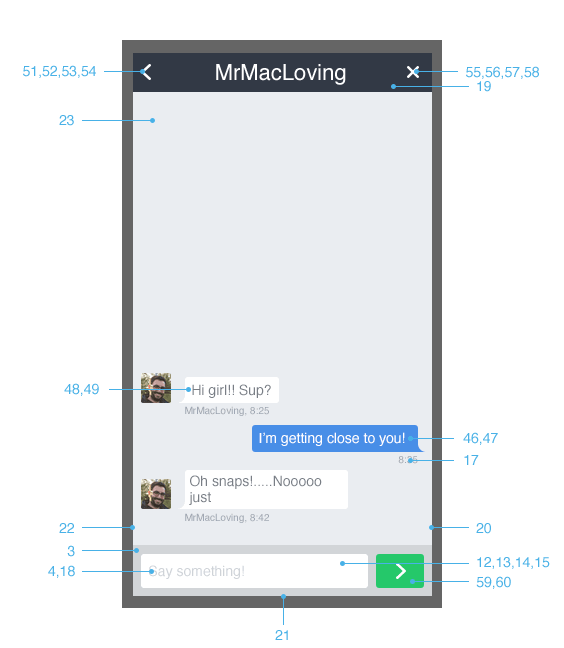 51,52,53,54
MrMacLoving
55,56,57,58
19
23
48,49
Hi girl!! Sup?
MrMacLoving, 8:25
I'm getting close to you!
46,47
8:26
17
Oh snaps!.....Nooooo
just
MrMacLoving, 8:42
22
20
3
4,18
Say something!
12,13,14,15
59,60
21